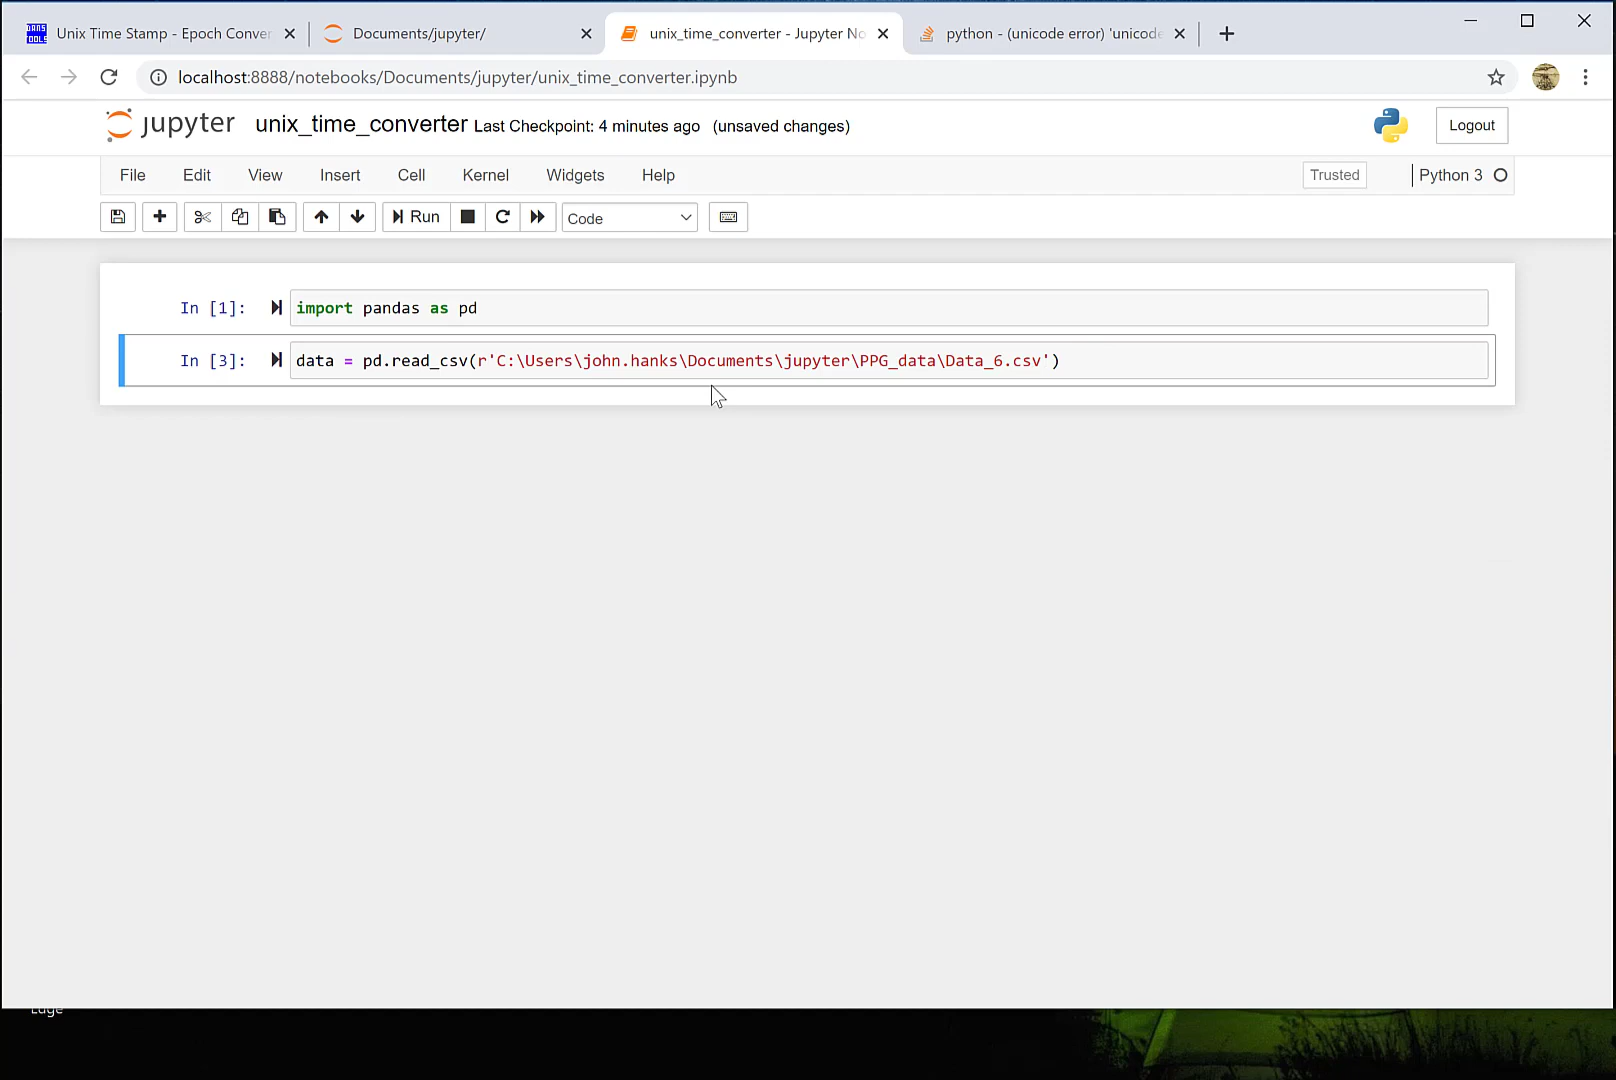 DANS TOOLS
Unix Time Stamp - Epoch Conver
Documents/jupyter/
unix_time_converter - Jupyter No
python - (unicode error) 'unicode
localhost:8888/notebooks/Documents/jupyter/unix_time_converter.ipynb
jupyter unix_time_converter Last Checkpoint: 4 minutes ago (unsaved changes)
Logout
File Edit View Insert Cell Kernel Widgets Help
Trusted
Python 3
Run
Code
In [1]: import pandas as pd
In [3]: data = pd.read_csv(r'C:\Users\john.hanks\Documents\jupyter\PPG_data\Data_6.csv')
Edge